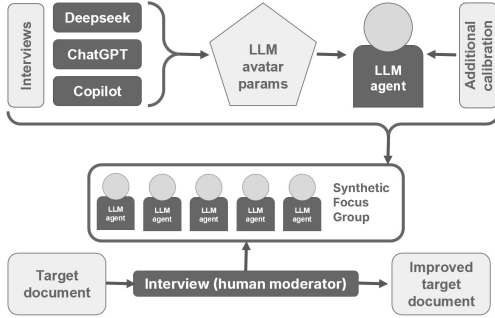 Interviews
Deepseek
ChatGPT
Copilot
LLM
avatar
params
LLM
agent
Additional
calibration
LLM
agent
LLM
agent
LLM
agent
LLM
agent
LLM
agent
Synthetic
Focus
Group
Target
document
Interview (human moderator)
Improved
target
document